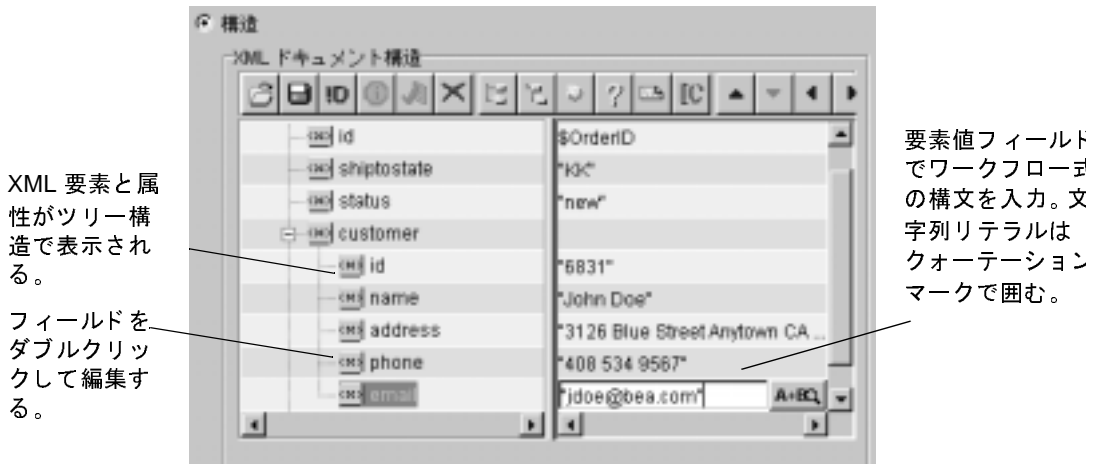 構造
XML ドキュメント構造
!D
?
[C
id
$OrderID
shiptostate
"KK"
status
"new"
customer
id
"6831"
name
"John Doe"
address
"3126 Blue Street Anytown CA ...
phone
"408 534 9567"
email
"jdoe@bea.com"
A+B
XML 要素と属
性がツリー構
造で表示され
る。
フィールドを
ダブルクリッ
クして編集す
る。
要素値フィールド
でワークフロー式
の構文を入力。文
字列リテラルは
クォーテーション
マークで囲む。